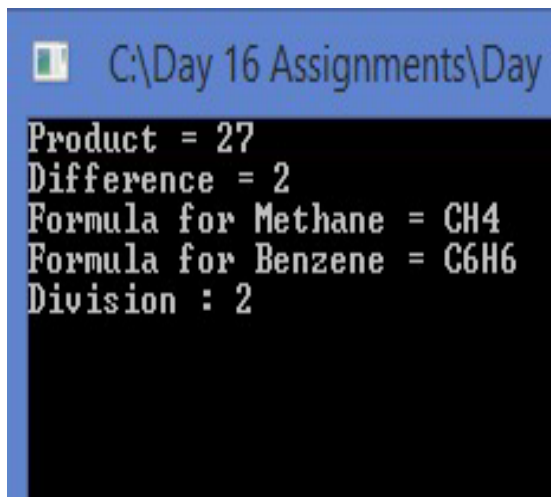 C:\Day 16 Assignments\Day
Product = 27
Difference = 2
Formula for Methane = CH4
Formula for Benzene = C6H6
Division : 2